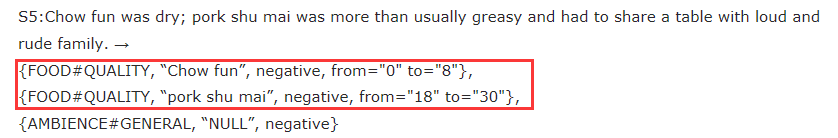 S5:Chow fun was dry; pork shu mai was more than usually greasy and had to share a table with loud and
rude family. →
{FOOD#QUALITY, “Chow fun”, negative, from="0" to="8"},
{FOOD#QUALITY, “pork shu mai”, negative, from="18" to="30"},
{AMBIENCE#GENERAL, “NULL”, negative}